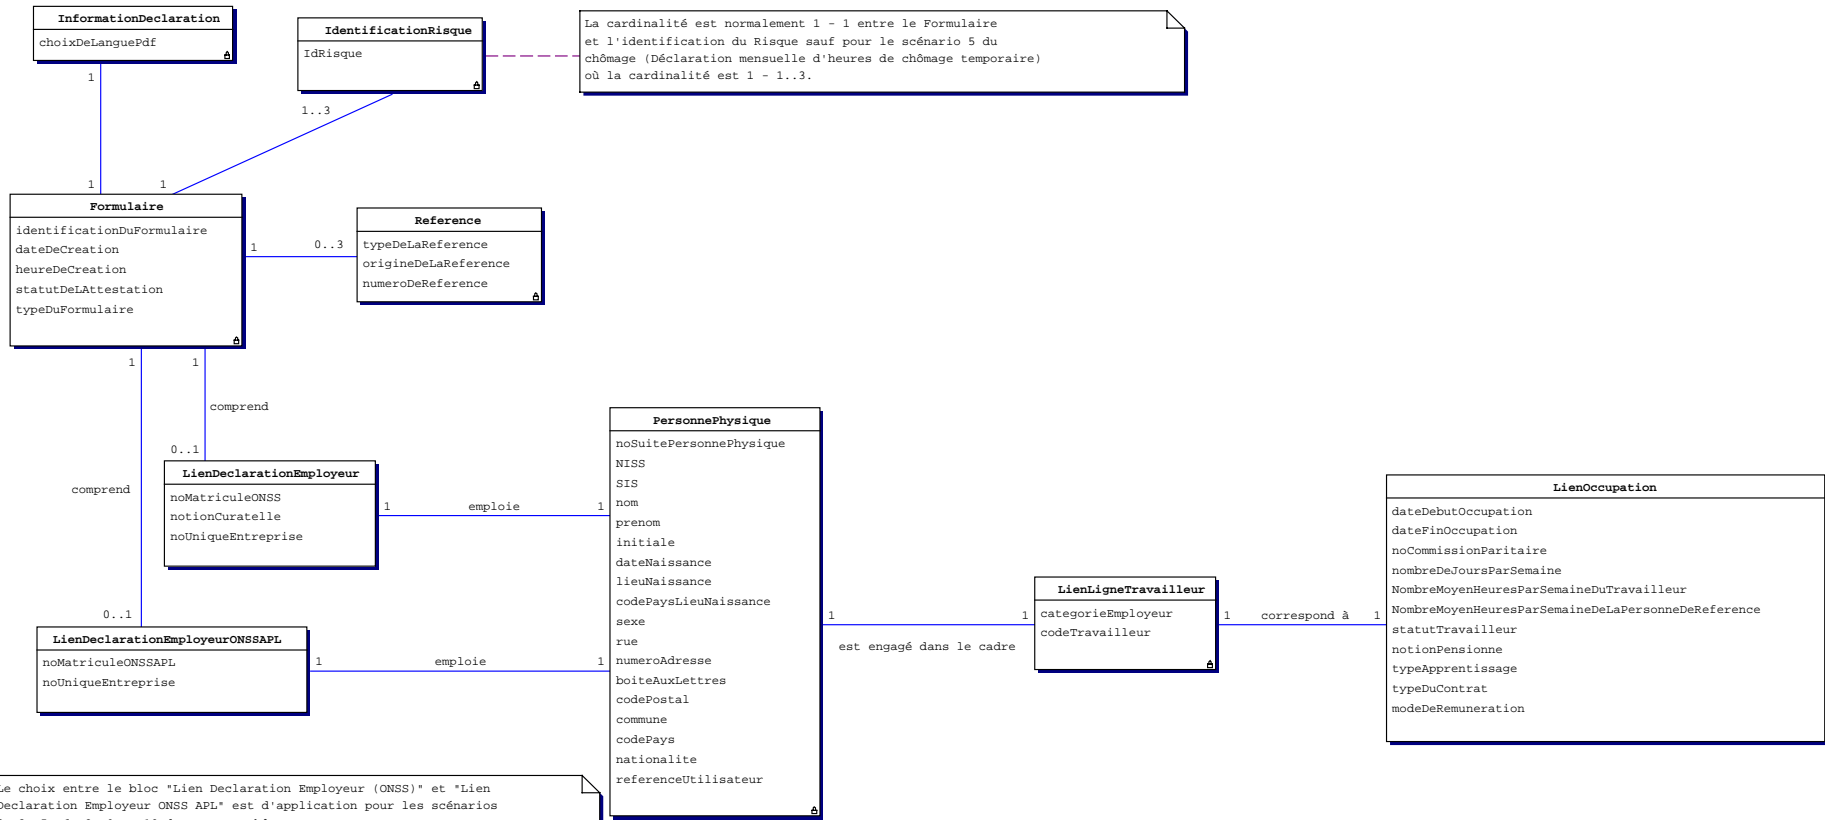 InformationDeclaration
choixDeLanguePdf
IdentificationRisque
IdRisque
La cardinalité est normalement 1 - 1 entre le Formulaire
et l'identification du Risque sauf pour le scénario 5 du
chômage (Déclaration mensuelle d'heures de chômage temporaire)
où la cardinalité est 1 - 1..3.
1
1..3
1
1
Formulaire
identificationDuFormulaire
dateDeCreation
heureDeCreation
statutDeLAttestation
typeDuFormulaire
1
0..3
Reference
typeDeLaReference
origineDeLaReference
numeroDeReference
1
1
comprend
0..1
comprend
LienDeclarationEmployeur
noMatriculeONSS
notionCuratelle
noUniqueEntreprise
1
emploie
1
0..1
LienDeclarationEmployeurONSSAPL
noMatriculeONSSAPL
noUniqueEntreprise
1
emploie
1
PersonnePhysique
noSuitePersonnePhysique
NISS
SIS
nom
prenom
initiale
dateNaissance
lieuNaissance
codePaysLieuNaissance
sexe
rue
numeroAdresse
boiteAuxLettres
codePostal
commune
codePays
nationalite
referenceUtilisateur
1
1
est engagé dans le cadre
LienLigneTravailleur
categorieEmployeur
codeTravailleur
1
correspond à
1
LienOccupation
dateDebutOccupation
dateFinOccupation
noCommissionParitaire
nombreDeJoursParSemaine
NombreMoyenHeuresParSemaineDuTravailleur
NombreMoyenHeuresParSemaineDeLaPersonneDeReference
statutTravailleur
notionPensionne
typeApprentissage
typeDuContrat
modeDeRemuneration
Le choix entre le bloc "Lien Declaration Employeur (ONSS)" et "Lien
Declaration Employeur ONSS APL" est d'application pour les scénarios